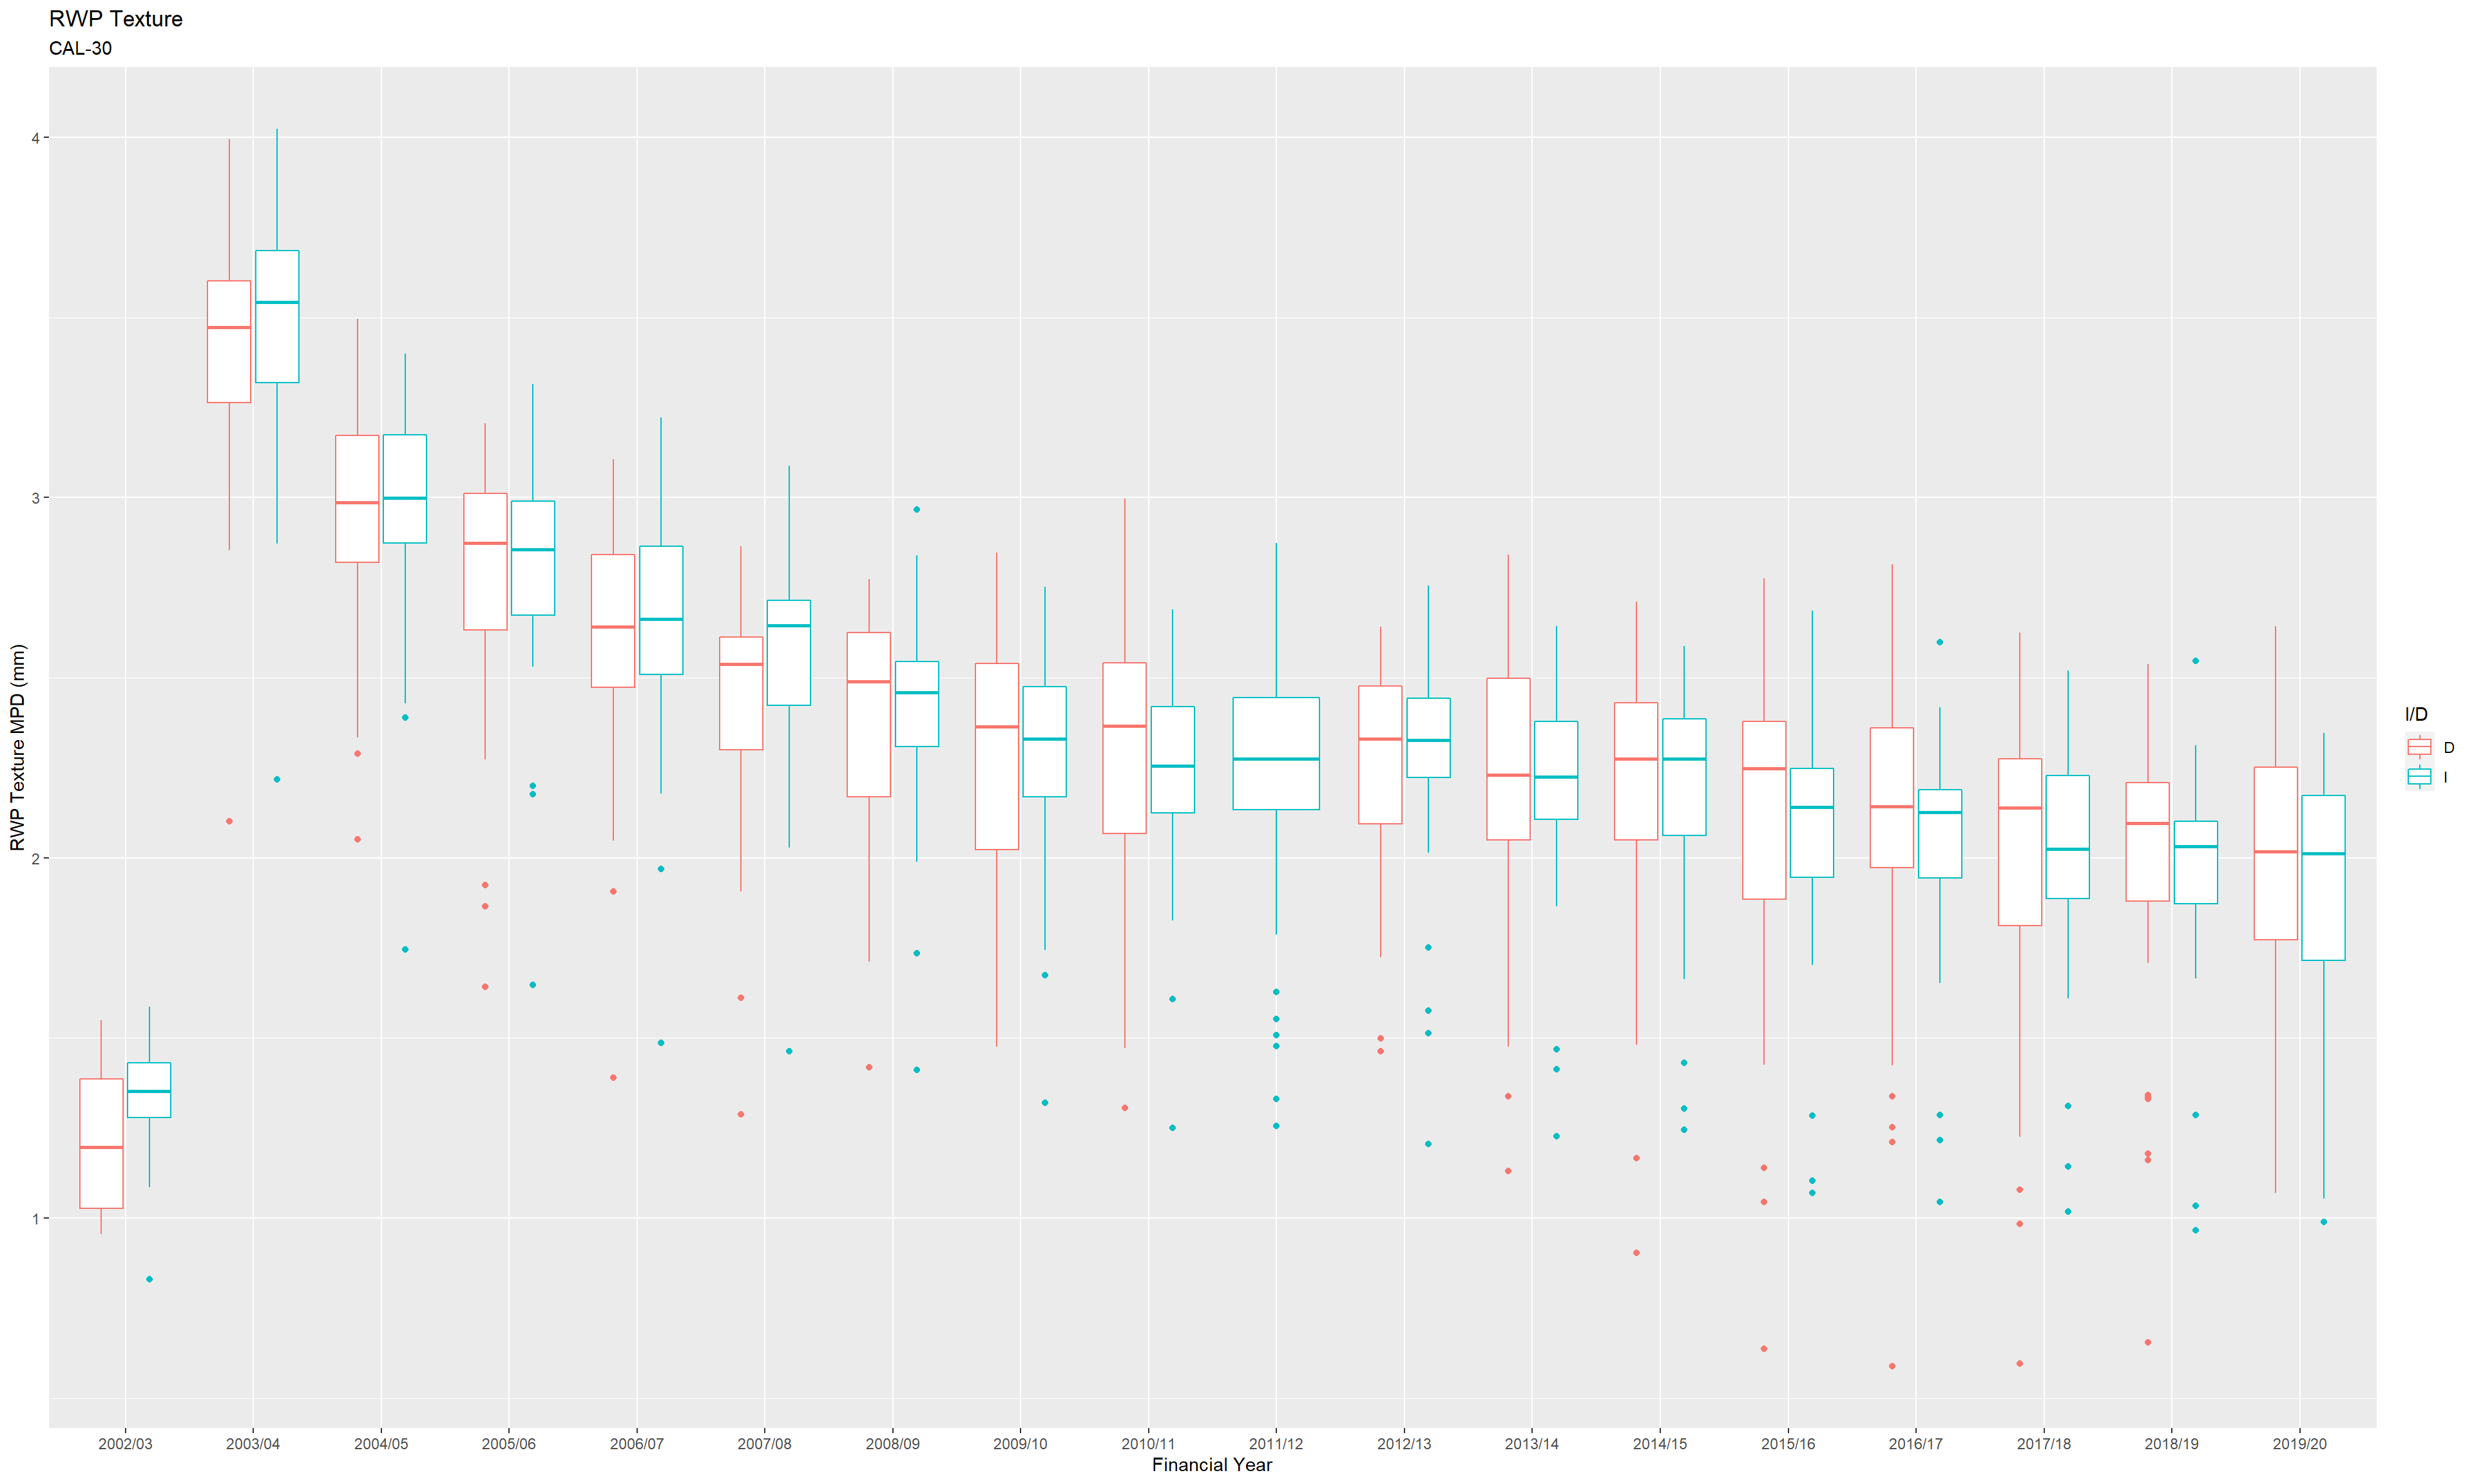 RWP Texture
CAL-30
RWP Texture MPD (mm)
4
3
2
1
2002/03 2003/04 2004/05 2005/06 2006/07 2007/08 2008/09 2009/10 2010/11 2011/12 2012/13 2013/14 2014/15 2015/16 2016/17 2017/18 2018/19 2019/20
Financial Year
I/D
D
I